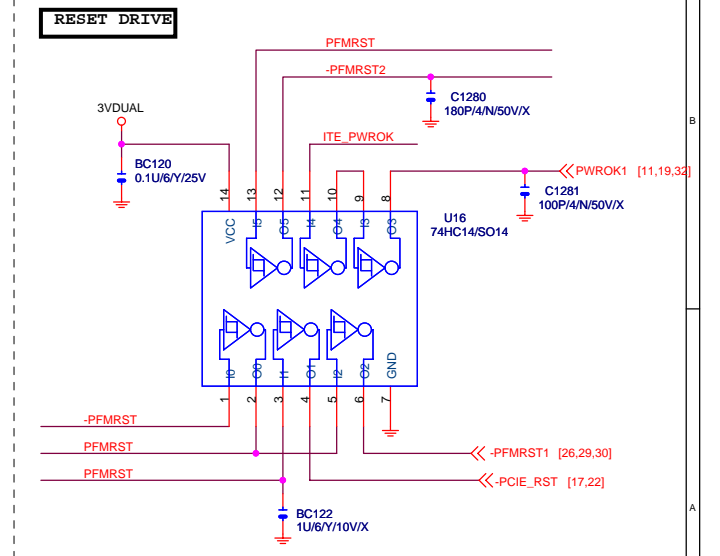 RESET DRIVE
PFMRST
-PFMRST2
C1280
180P/4/N/50V/X
3VDUAL
ITE_PWROK
B
BC120
0.1U/6/Y/25V
PWROK1 [11,19,32]
C1281
100P/4/N/50V/X
14 13 12 11 10 9 8
U16
74HC14/SO14
VCC I5 O5 I4 O4 I3 O3
I0 O0 I1 O1 I2 O2 GND
1 2 3 4 5 6 7
-PFMRST
PFMRST
-PFMRST1 [26,29,30]
PFMRST
-PCIE_RST [17,22]
A
BC122
1U/6/Y/10V/X